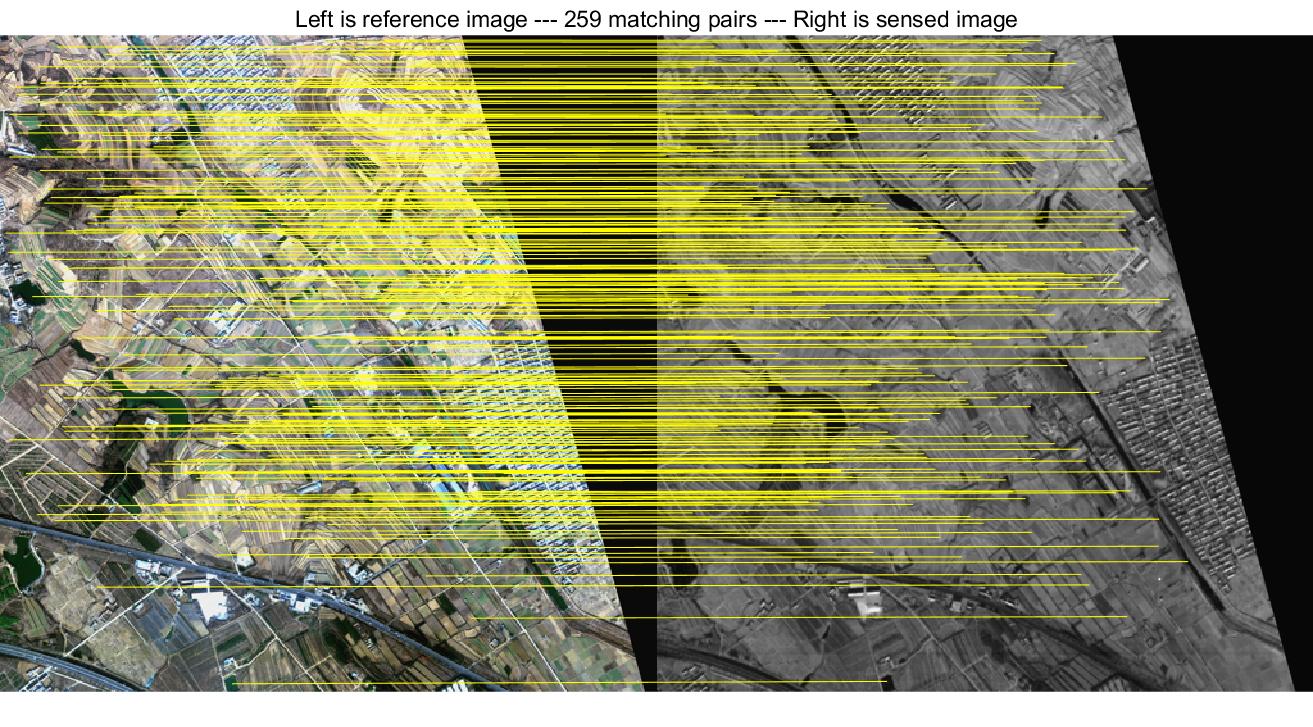 Left is reference image --- 259 matching pairs --- Right is sensed image